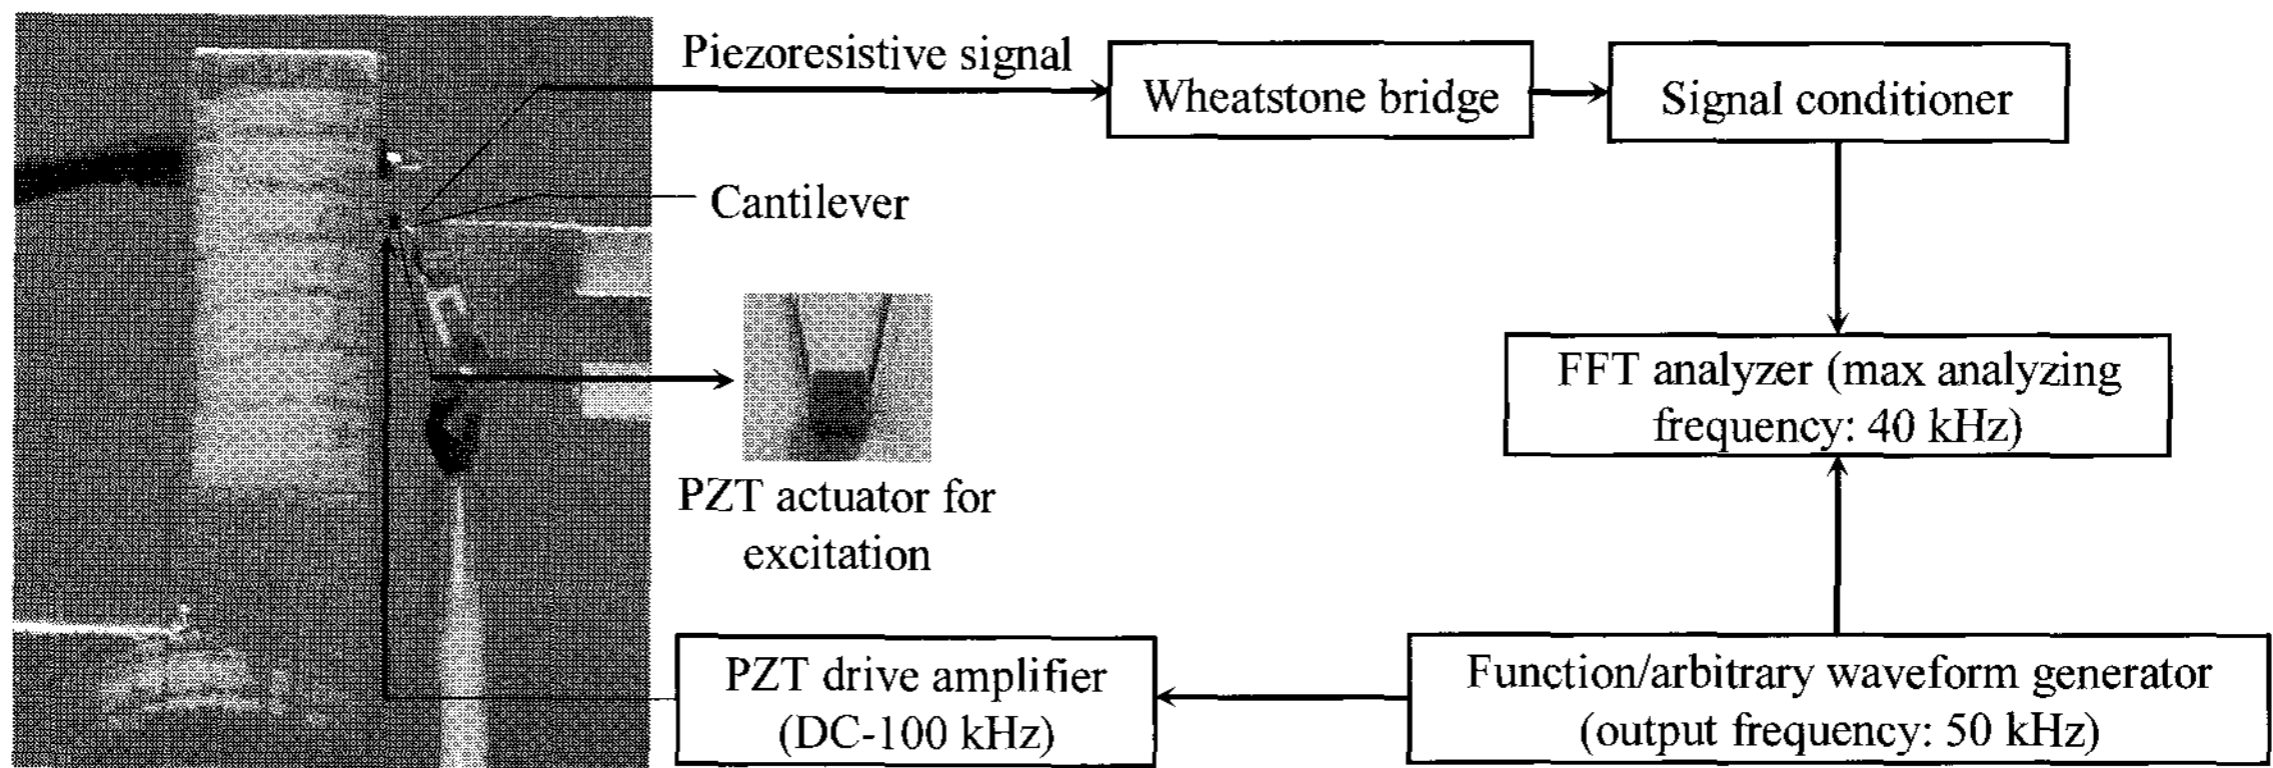 Piezoresistive signal
Wheatstone bridge
Signal conditioner
Cantilever
FFT analyzer (max analyzing
frequency: 40 kHz)
PZT actuator for
excitation
PZT drive amplifier
(DC-100 kHz)
Function/arbitrary waveform generator
(output frequency: 50 kHz)